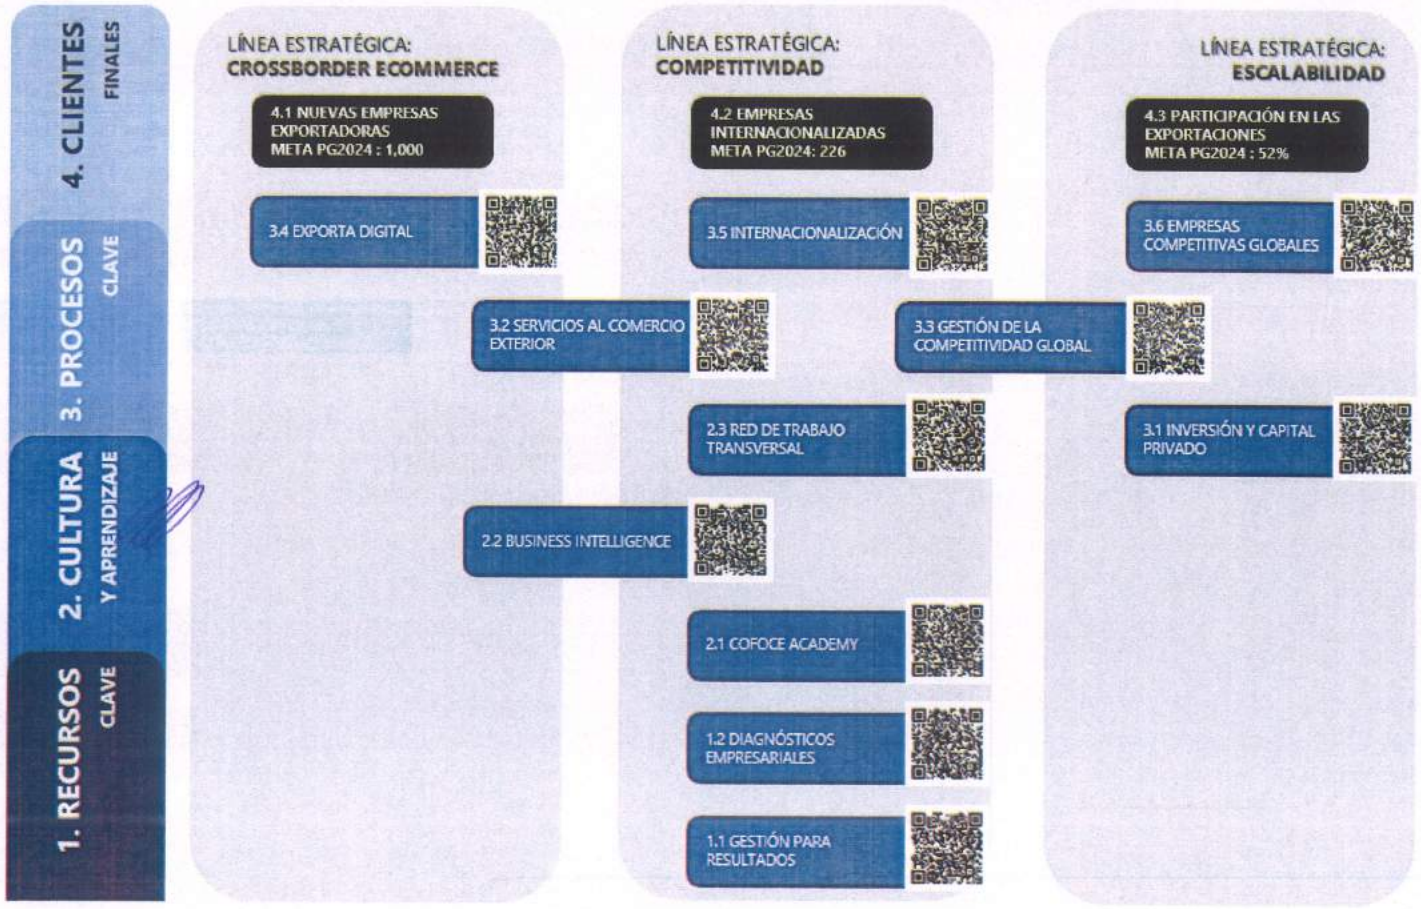 4. CLIENTES
FINALES
3. PROCESOS
CLAVE
2. CULTURA
Y APRENDIZAJE
1. RECURSOS
CLAVE
LÍNEA ESTRATÉGICA:
CROSSBORDER ECOMMERCE
4.1 NUEVAS EMPRESAS
EXPORTADORAS
META PG2024 : 1,000
3.4 EXPORTA DIGITAL
3.2 SERVICIOS AL COMERCIO
EXTERIOR
2.2 BUSINESS INTELLIGENCE
LÍNEA ESTRATÉGICA:
COMPETITIVIDAD
4.2 EMPRESAS
INTERNACIONALIZADAS
META PG2024: 226
3.5 INTERNACIONALIZACIÓN
3.3 GESTIÓN DE LA
COMPETITIVIDAD GLOBAL
2.3 RED DE TRABAJO
TRANSVERSAL
2.1 COFOCE ACADEMY
1.2 DIAGNÓSTICOS
EMPRESARIALES
1.1 GESTIÓN PARA
RESULTADOS
LÍNEA ESTRATÉGICA:
ESCALABILIDAD
4.3 PARTICIPACIÓN EN LAS
EXPORTACIONES
META PG2024 : 52%
3.6 EMPRESAS
COMPETITIVAS GLOBALES
3.1 INVERSIÓN Y CAPITAL
PRIVADO